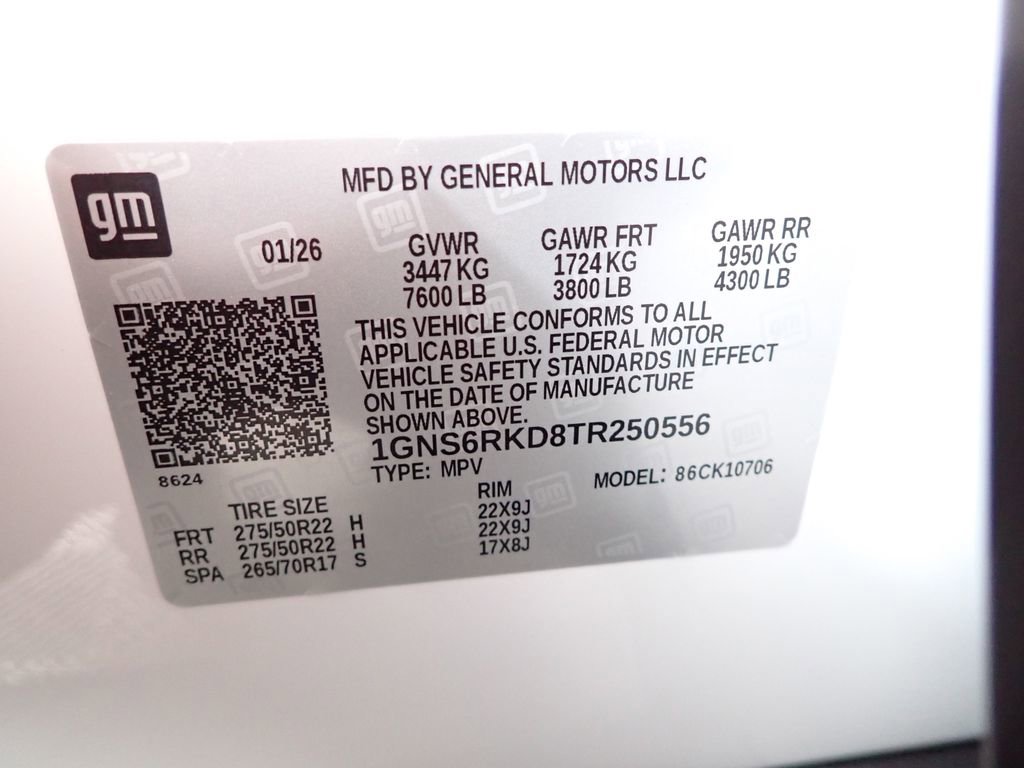 gm
MFD BY GENERAL MOTORS LLC
01/26
GVWR GAWR FRT GAWR RR
3447 KG 1724 KG 1950 KG
7600 LB 3800 LB 4300 LB
THIS VEHICLE CONFORMS TO ALL
APPLICABLE U.S. FEDERAL MOTOR
VEHICLE SAFETY STANDARDS IN EFFECT
ON THE DATE OF MANUFACTURE
SHOWN ABOVE.
1GNS6RKD8TR250556
8624
TYPE: MPV MODEL: 86CK10706
TIRE SIZE RIM
FRT 275/50R22 H 22X9J
RR 275/50R22 H 22X9J
SPA 265/70R17 S 17X8J